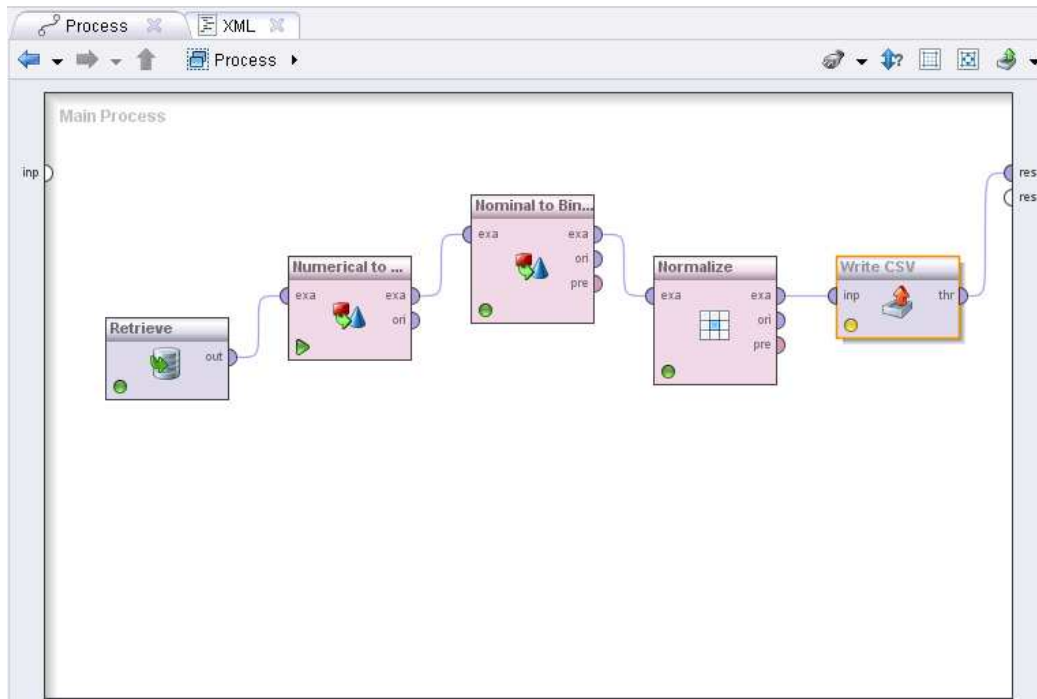 Process
XML
Process
Main Process
inp
res
res
Nominal to Bin...
exa
exa
ori
pre
Numerical to ...
exa
exa
ori
Normalize
exa
exa
ori
pre
Write CSV
inp
thr
Retrieve
out